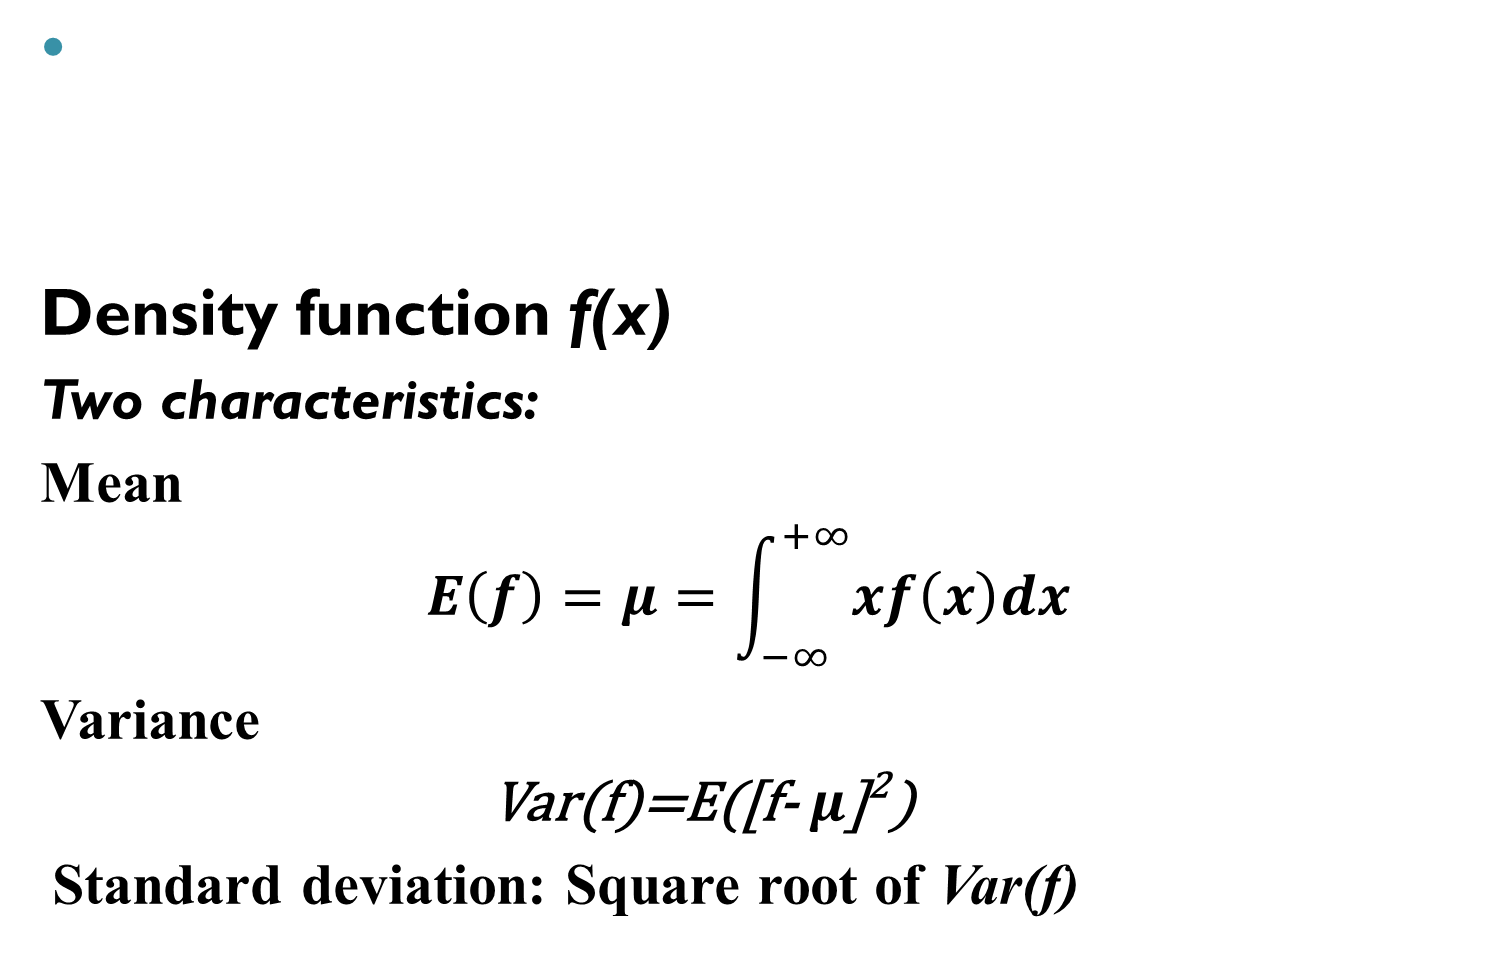 Density function f(x)
Two characteristics:
Mean
𝑬(𝒇) = 𝝁 = ∫₋∞⁺∞ 𝒙𝒇(𝒙)𝒅𝒙
Variance
Var(f)=E([f-𝝁]²)
Standard deviation: Square root of Var(f)